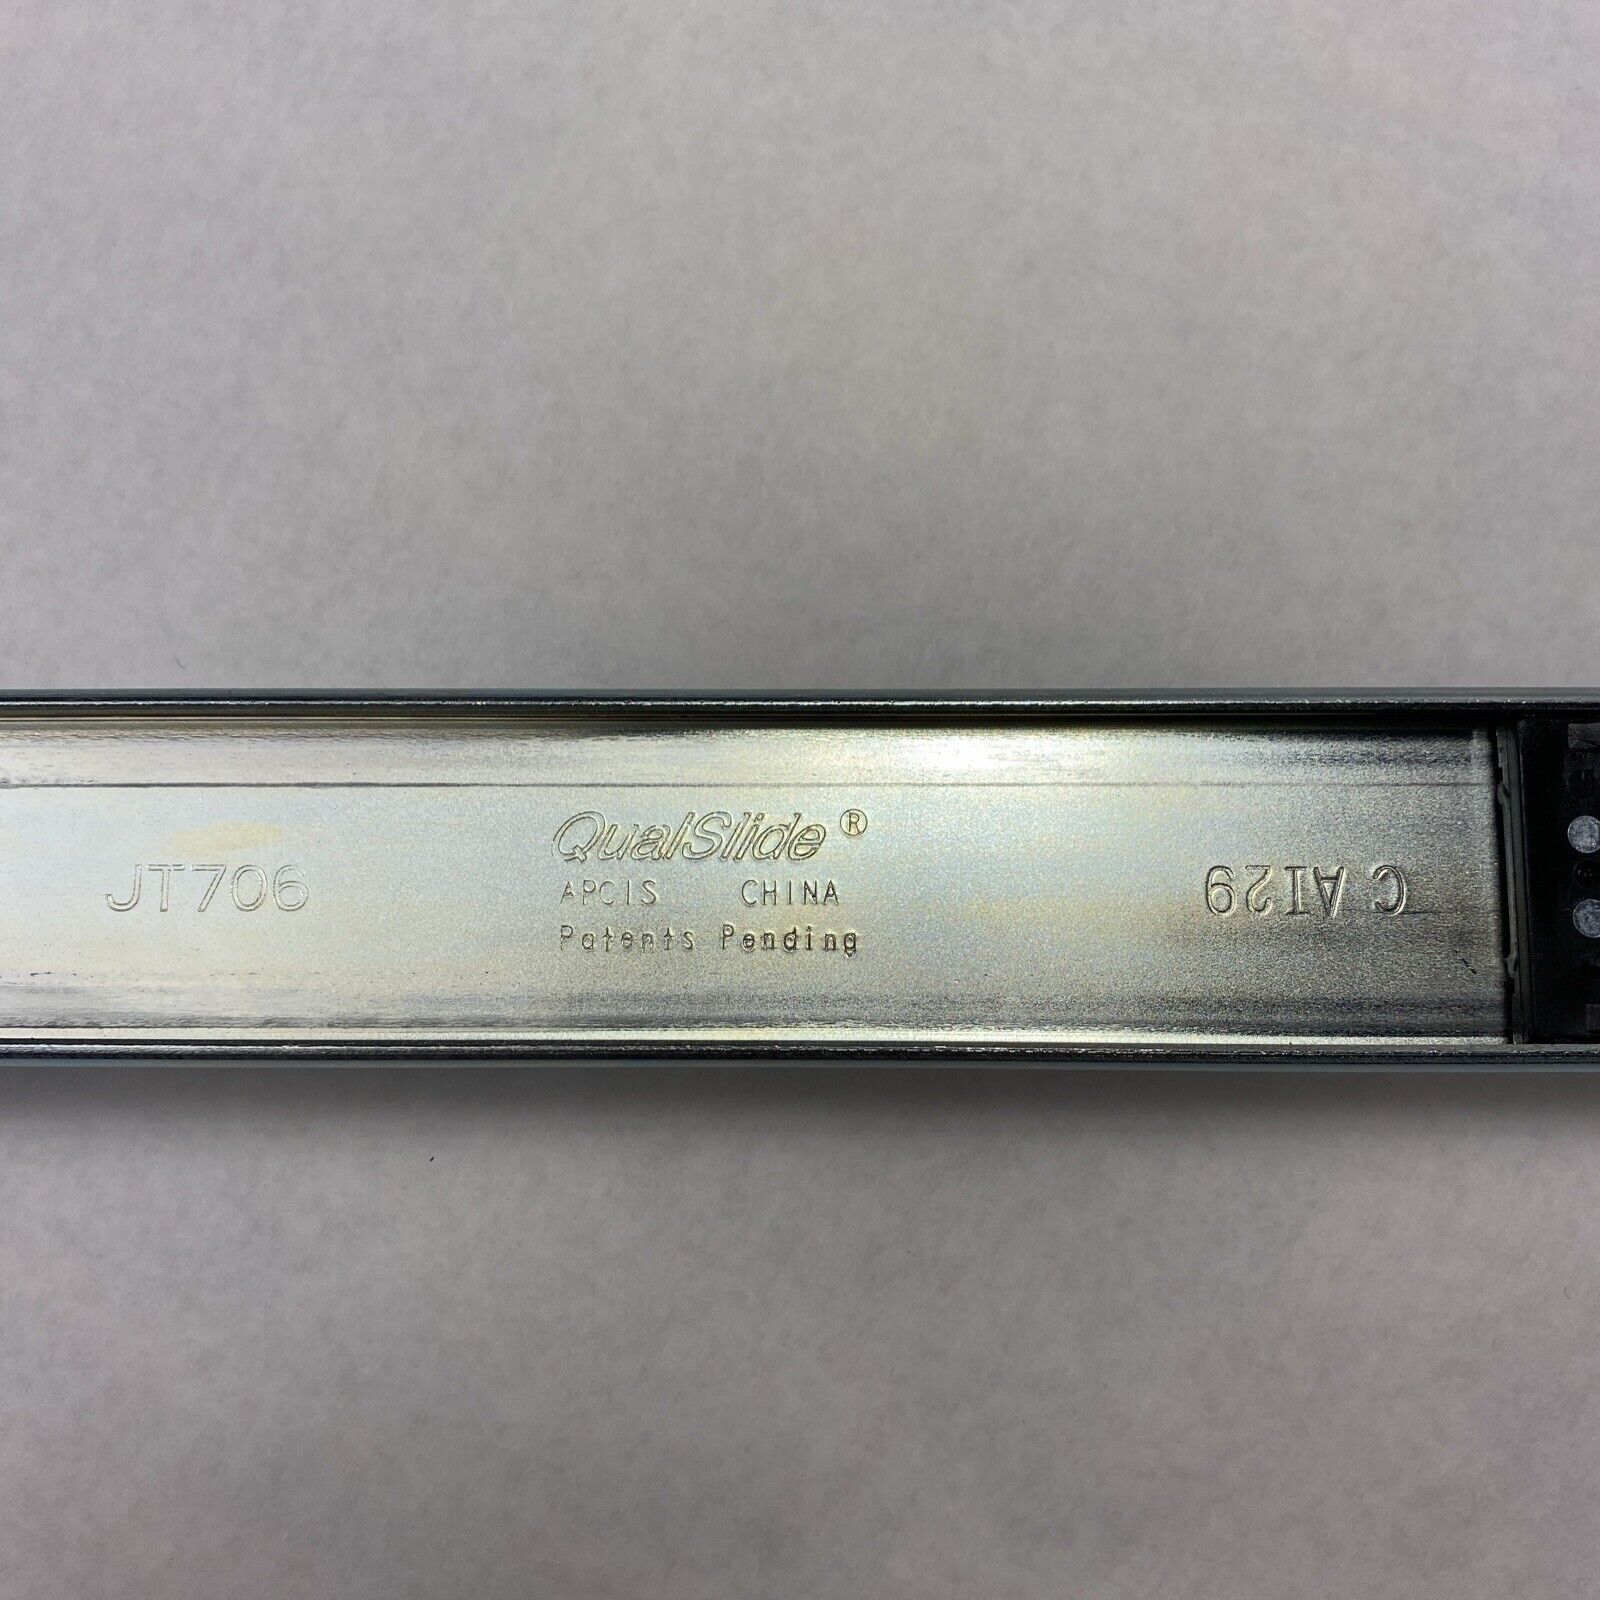 JT706
QualSlide®
APCIS CHINA
Patents Pending
C AI29